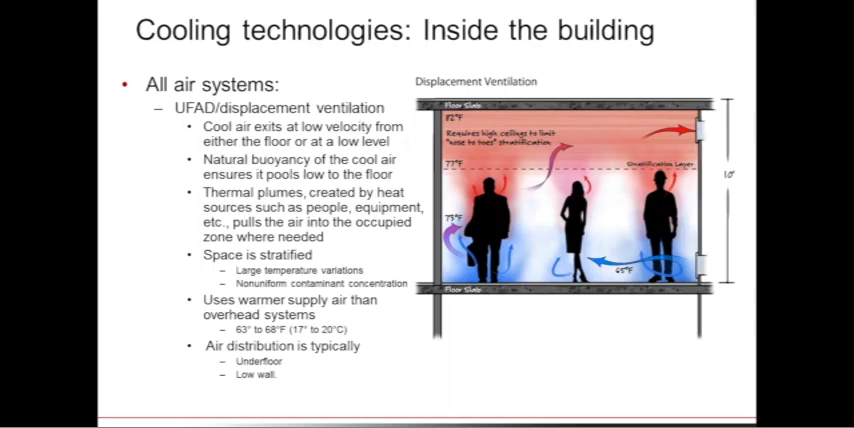 Cooling technologies: Inside the building
• All air systems:
– UFAD/displacement ventilation
• Cool air exits at low velocity from
either the floor or at a low level
• Natural buoyancy of the cool air
ensures it pools low to the floor
• Thermal plumes, created by heat
sources such as people, equipment,
etc., pulls the air into the occupied
zone where needed
• Space is stratified
– Large temperature variations
– Nonuniform contaminant concentration
• Uses warmer supply air than
overhead systems
– 63° to 68°F (17° to 20°C)
• Air distribution is typically
– Underfloor
– Low wall.
Displacement Ventilation
Floor Slab
82°F
Requires high ceilings to limit
"nose to toes" stratification
77°F
Stratification Layer
10'
75°F
65°F
Floor Slab